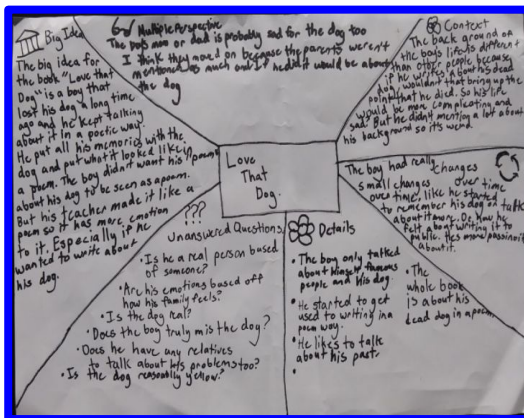 Big Idea
The big idea for
the book "Love that
Dog" is a boy that
lost his dog a long time
ago and he kept talking
about it In a poetic way.
He put all his memories with the
dog and put what it looked like in
a poem. The boy didn't want his poems
about his dog to be seen as a poem.
But his teacher made it like a
poem so it has more emotion
to it. Especially if he
wanted to write about
his dog.
Multiple Perspective
The boys mom or dad is probably sad for the dog too
I think they moved on because the parents weren't
mentioned as much only if he did it would be about
the dog
Context
The back around of
the boys life is different
than other people because
if he writes about his dead
dog, I wouldn't that bring up the
point that he died. So his life
would be more complicating and
sad. But he didn't mention a lot about
his background so its weird.
Love
That
Dog.
changes
over time
The boy had really
small changes
over time, like he started
to remember his dog and talk
about it more. Or How he
felt about writing it to
public. Hes more passinoit
about it.
???
Unanswered Questions
• Is he a real person based
of someone?
• Are his emotions based off
how his family feels?
• Is the dog real?
• Does the boy truly mis the dog?
• Does he have any relatives
to talk about his problems too?
• Is the dog reasonably yellow?
Details
• The boy only talked
about himself, famous
people and his dog.
• He started to get
used to writing in a
poem way.
• He likes to talk
about his past.
•
• The
whole book
is about his
dead dog in a poem.